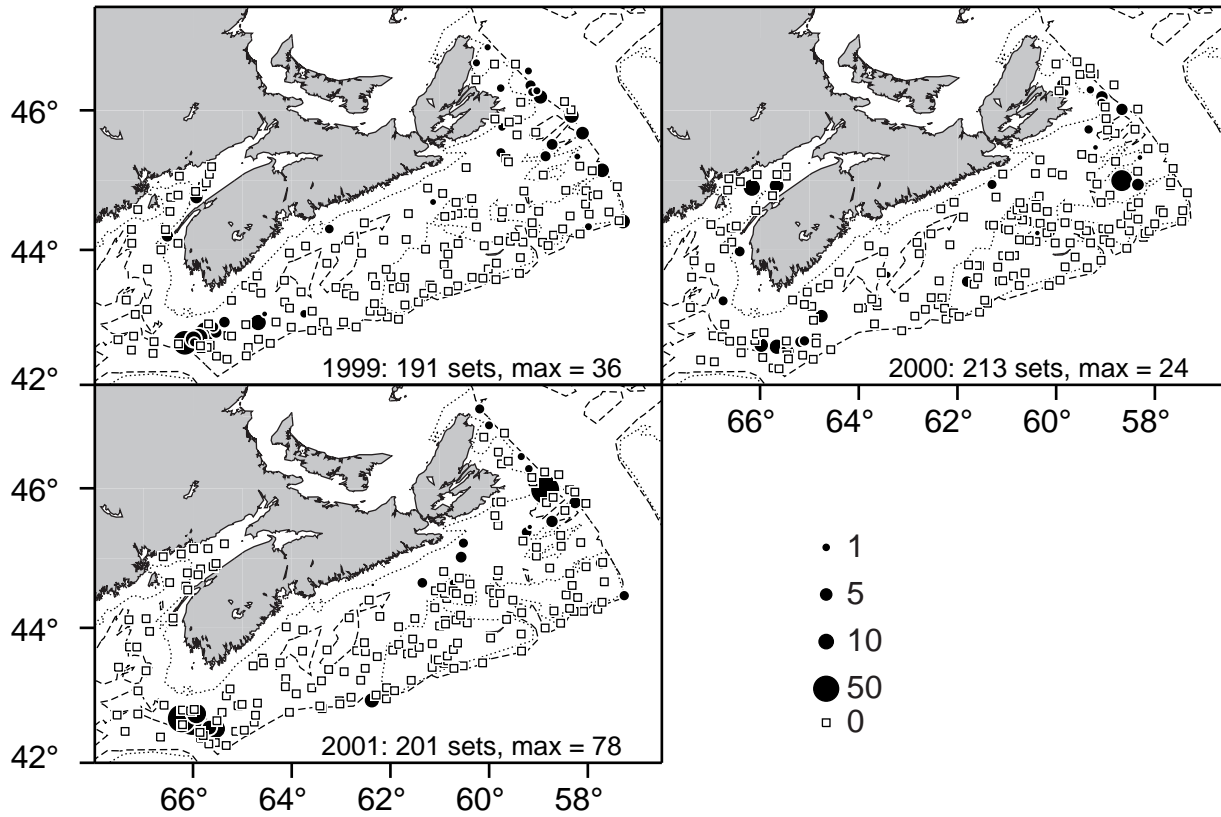 46°
44°
42°
1999: 191 sets, max = 36
2000: 213 sets, max = 24
66° 64° 62° 60° 58°
46°
44°
42°
2001: 201 sets, max = 78
66° 64° 62° 60° 58°
1
5
10
50
0